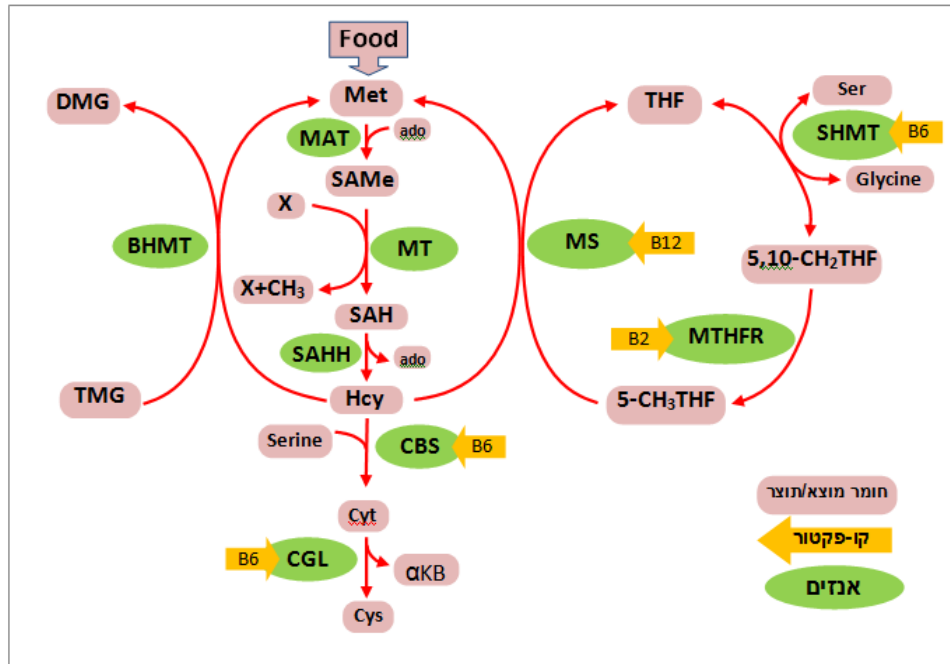 Food
Met
DMG
THF
Ser
MAT
ado
SHMT
B6
SAMe
Glycine
X
BHMT
MT
MS
B12
5,10-CH₂THF
X+CH₃
SAH
B2
MTHFR
SAHH
ado
TMG
Hcy
5-CH₃THF
Serine
CBS
B6
חומר מוצא/תוצר
Cyt
קו-פקטור
B6
CGL
αKB
אנזים
Cys